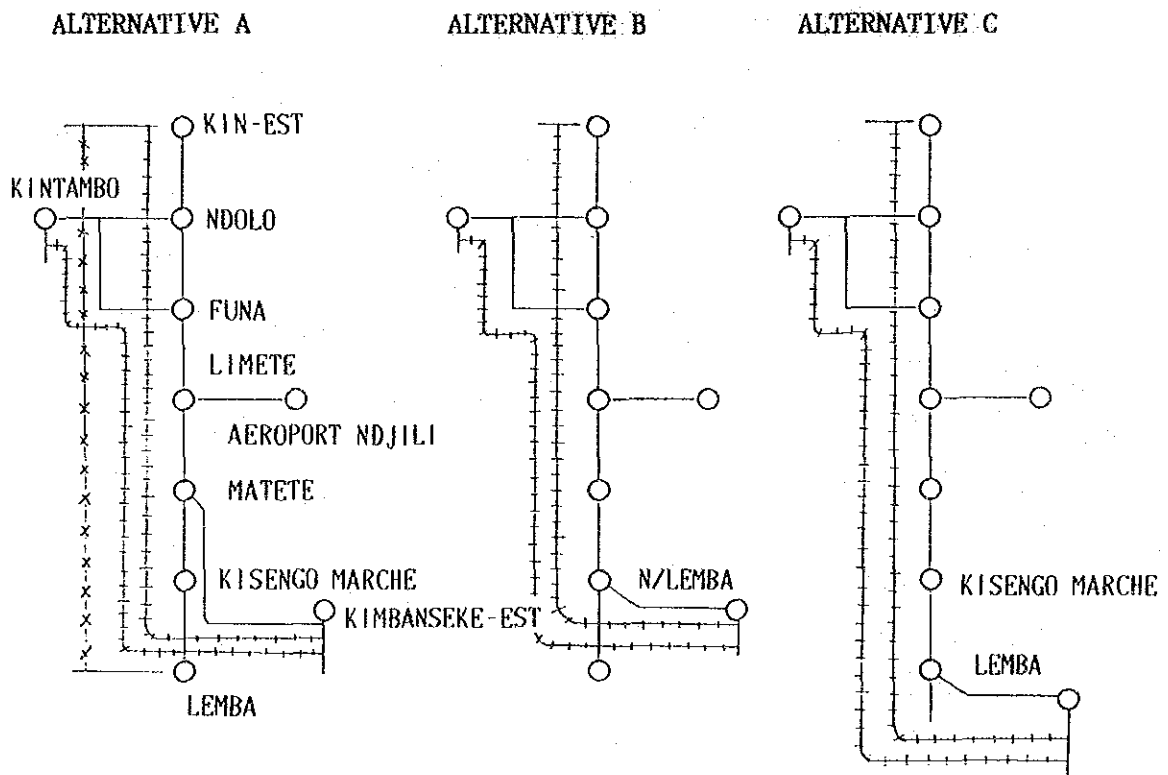 ALTERNATIVE A
ALTERNATIVE B
ALTERNATIVE C
KIN-EST
KINTAMBO
NDOLO
FUNA
LIMETE
AEROPORT NDJILI
MATETE
KISENGO MARCHE
KIMBANSEKE-EST
LEMBA
N/LEMBA
KISENGO MARCHE
LEMBA